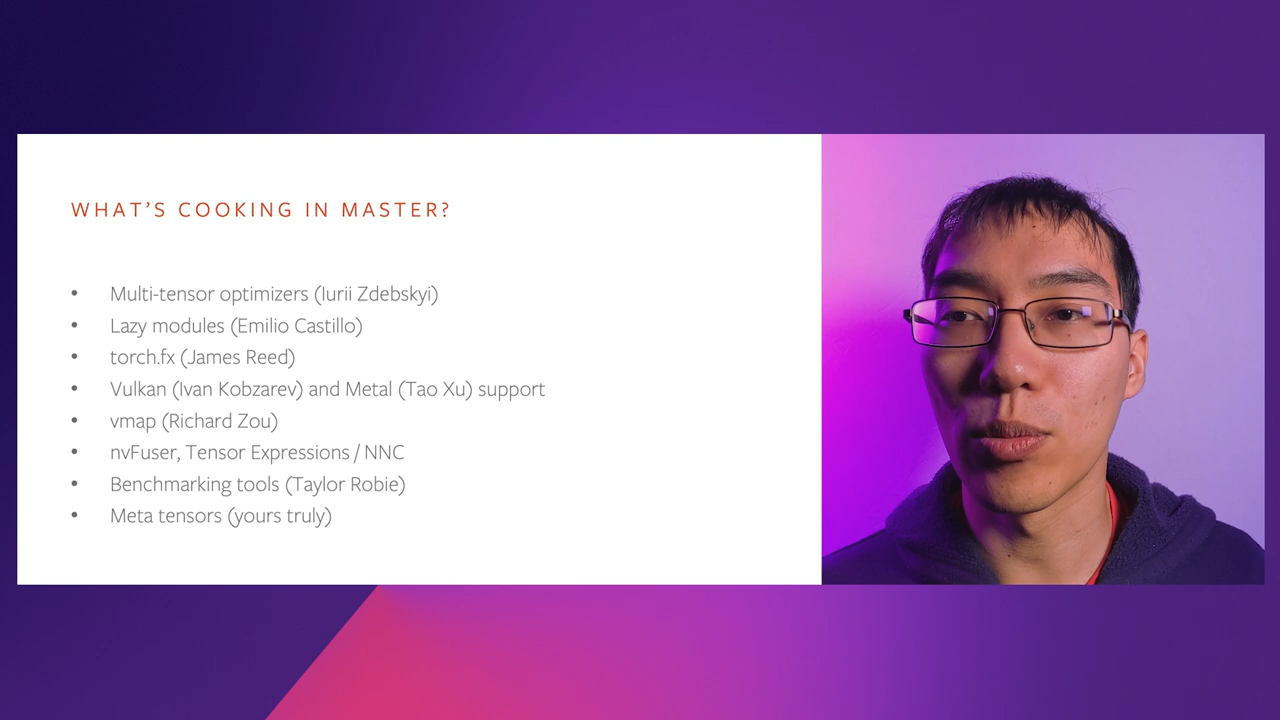 WHAT'S COOKING IN MASTER?
• Multi-tensor optimizers (Iurii Zdebskyi)
• Lazy modules (Emilio Castillo)
• torch.fx (James Reed)
• Vulkan (Ivan Kobzarev) and Metal (Tao Xu) support
• vmap (Richard Zou)
• nvFuser, Tensor Expressions / NNC
• Benchmarking tools (Taylor Robie)
• Meta tensors (yours truly)